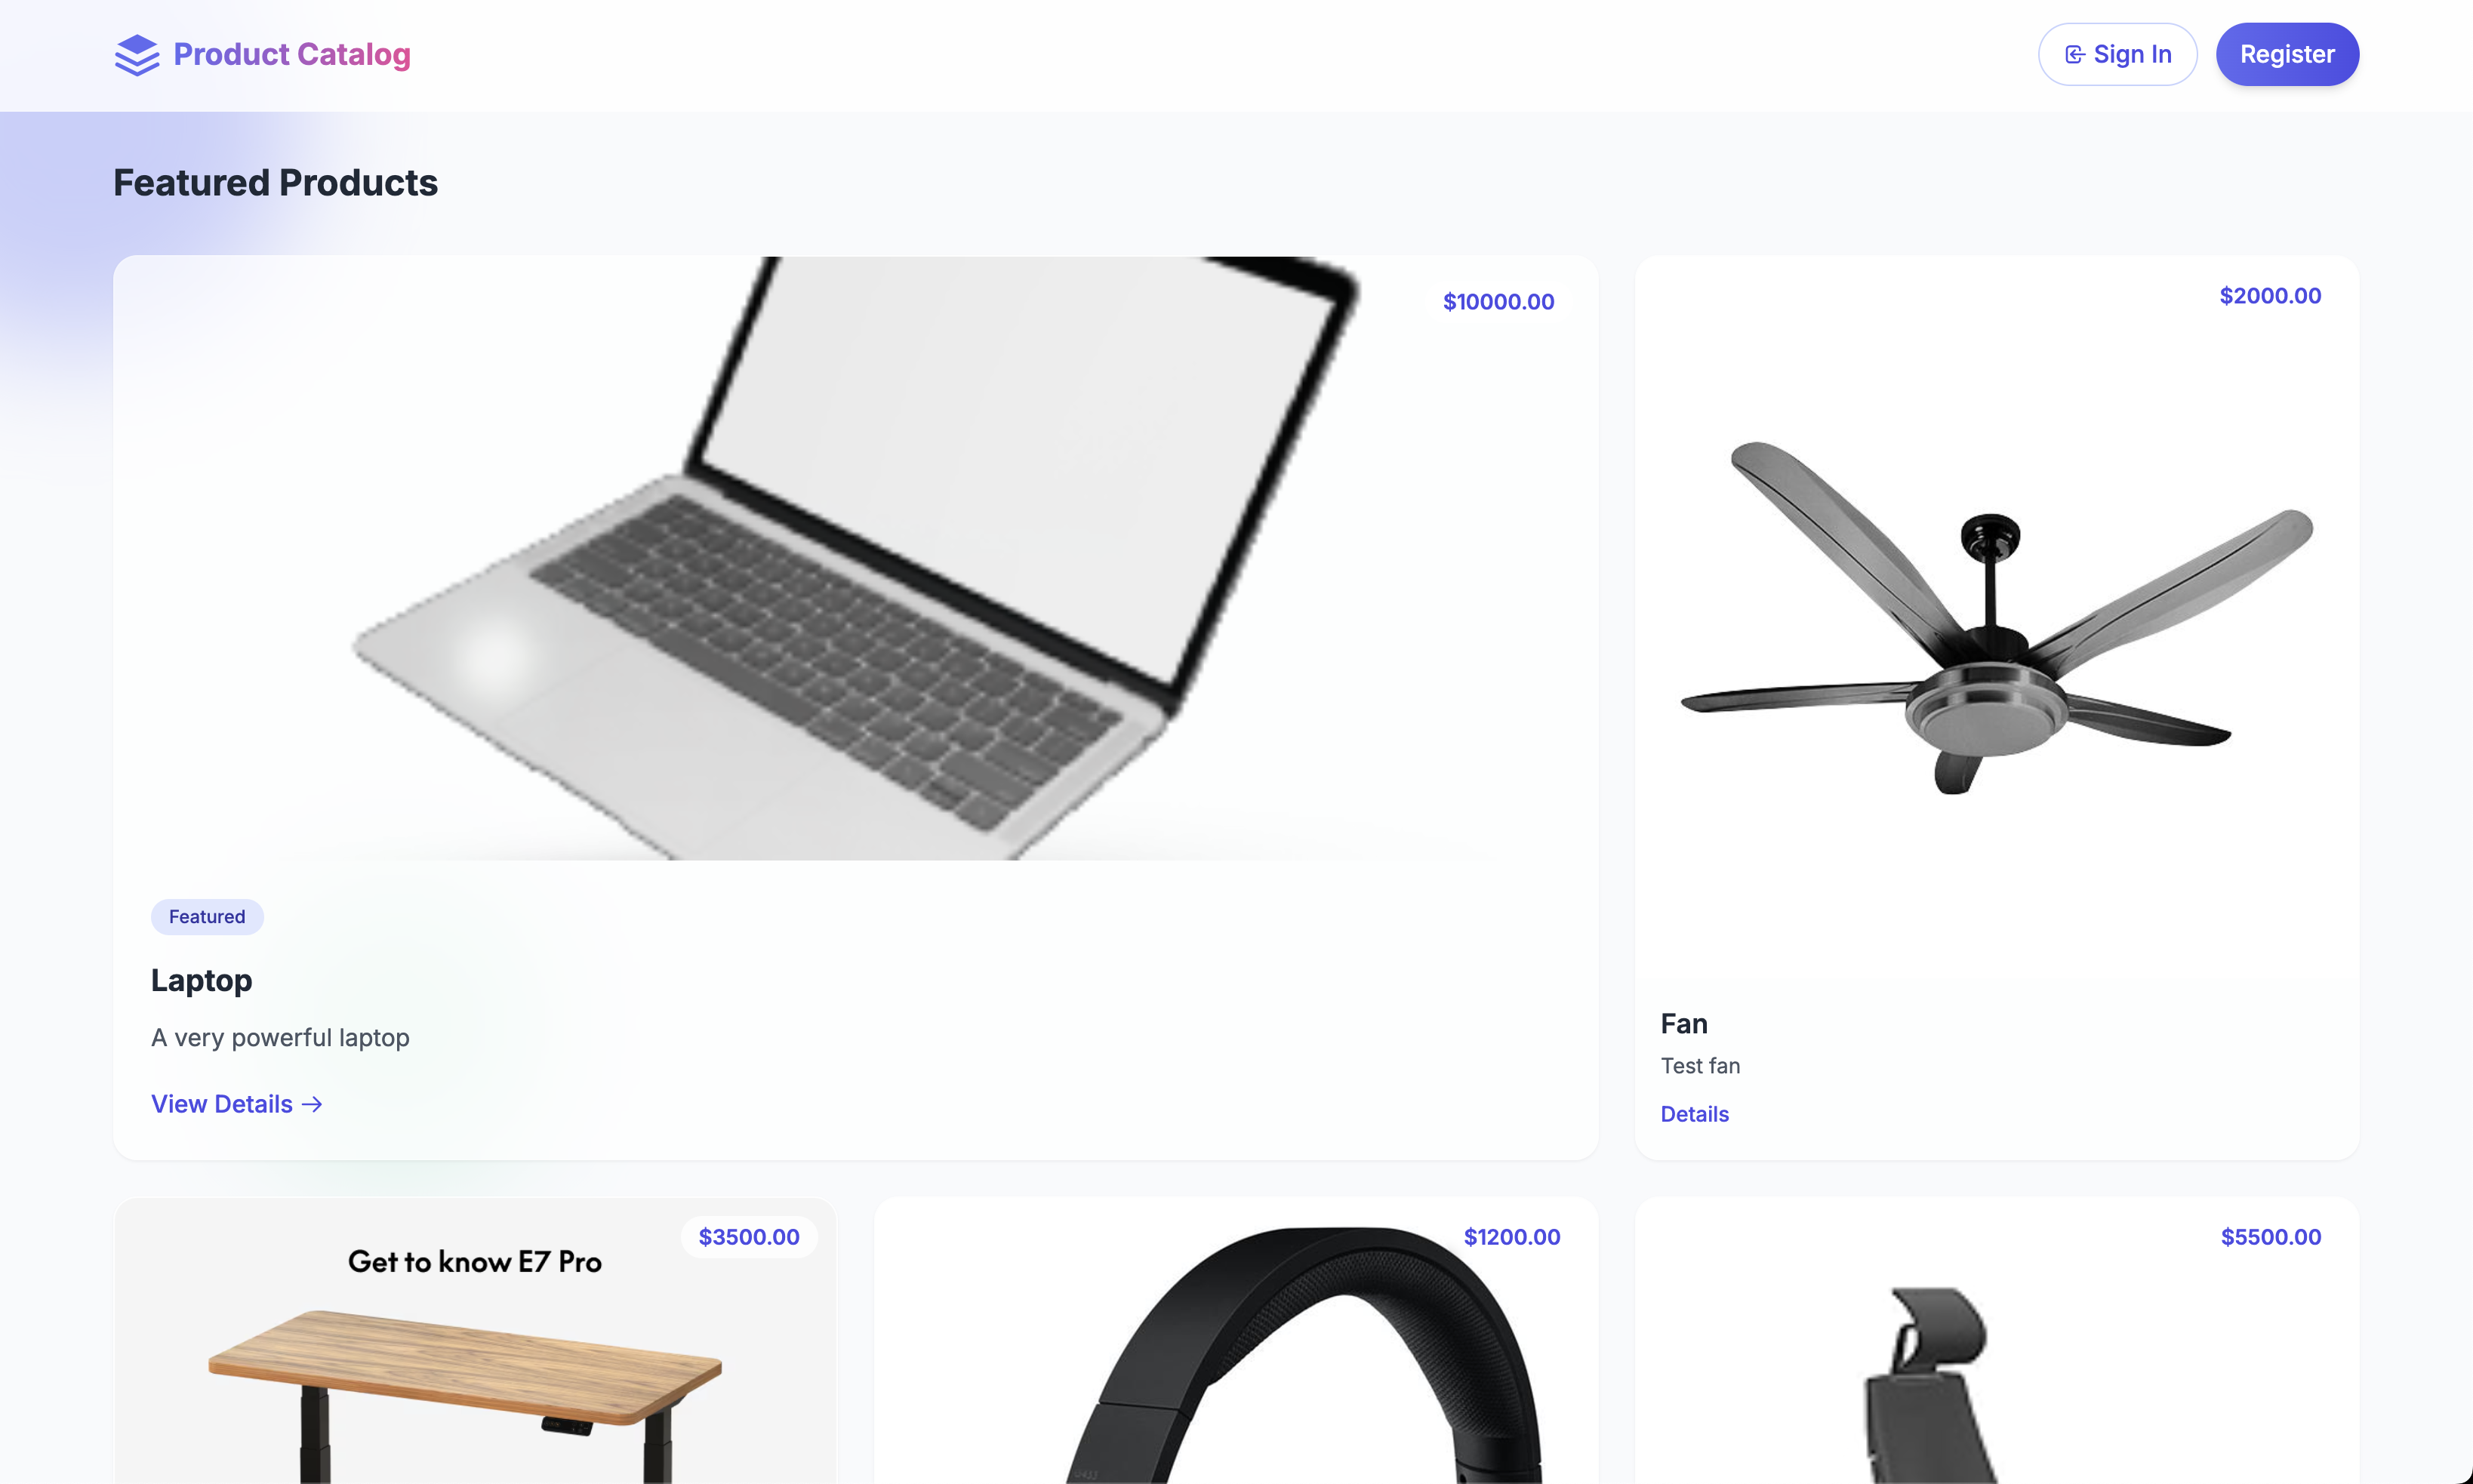 Product Catalog
Sign In
Register
Featured Products
$10000.00
$2000.00
Featured
Laptop
A very powerful laptop
View Details →
Fan
Test fan
Details
$3500.00
Get to know E7 Pro
$1200.00
$5500.00